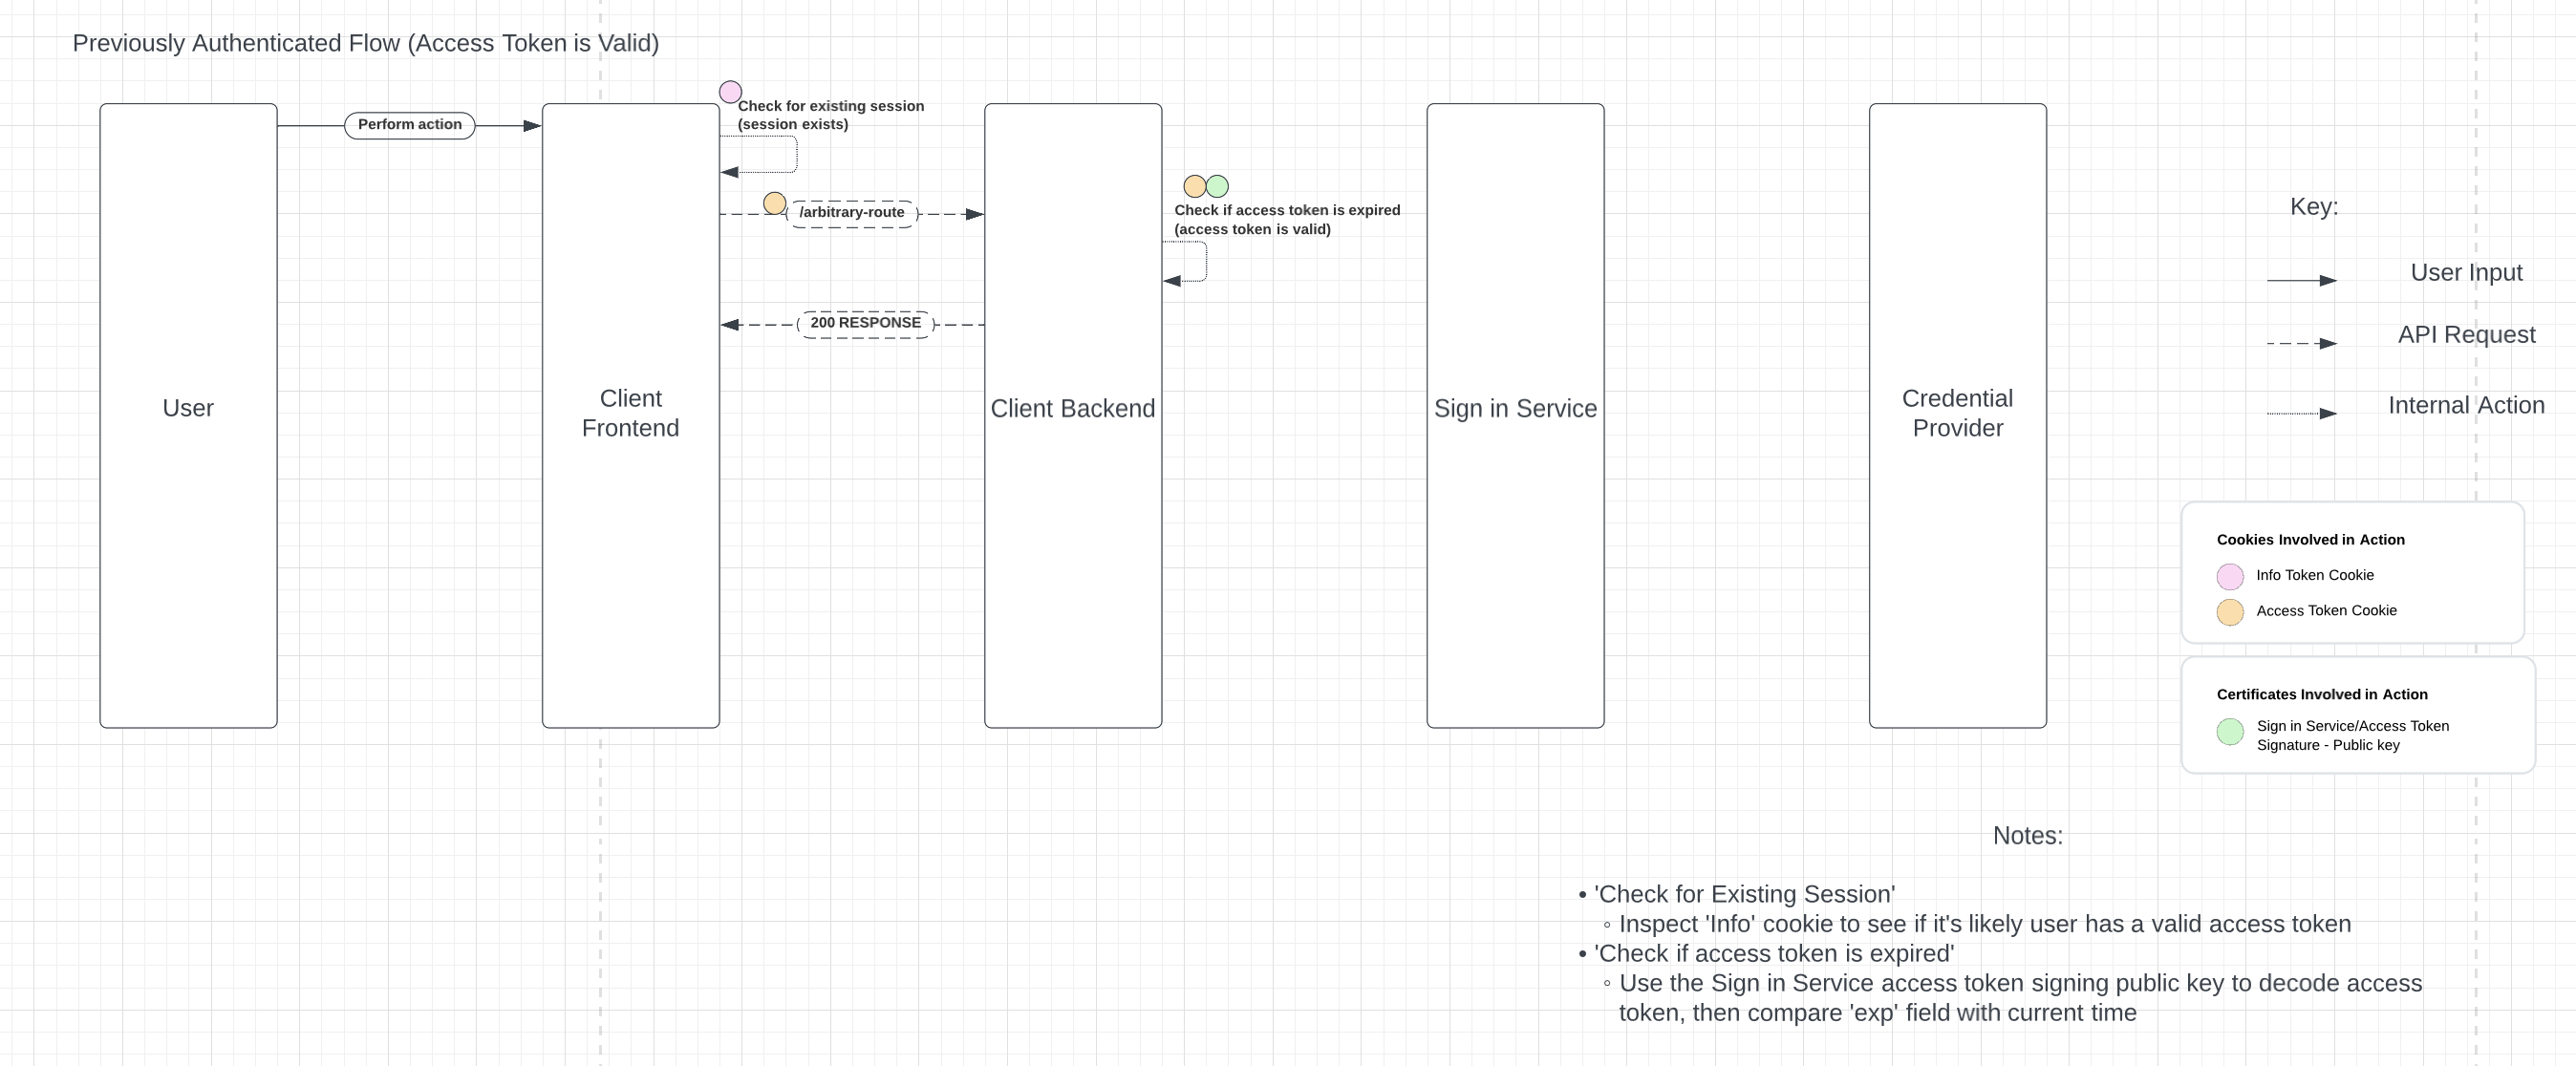 Previously Authenticated Flow (Access Token is Valid)
Perform action
Check for existing session
(session exists)
/arbitrary-route
Check if access token is expired
(access token is valid)
200 RESPONSE
User
Client
Frontend
Client Backend
Sign in Service
Credential
Provider
Key:
User Input
API Request
Internal Action
Cookies Involved in Action
Info Token Cookie
Access Token Cookie
Certificates Involved in Action
Sign in Service/Access Token
Signature - Public key
Notes:
• 'Check for Existing Session'
◦ Inspect 'Info' cookie to see if it's likely user has a valid access token
• 'Check if access token is expired'
◦ Use the Sign in Service access token signing public key to decode access
token, then compare 'exp' field with current time